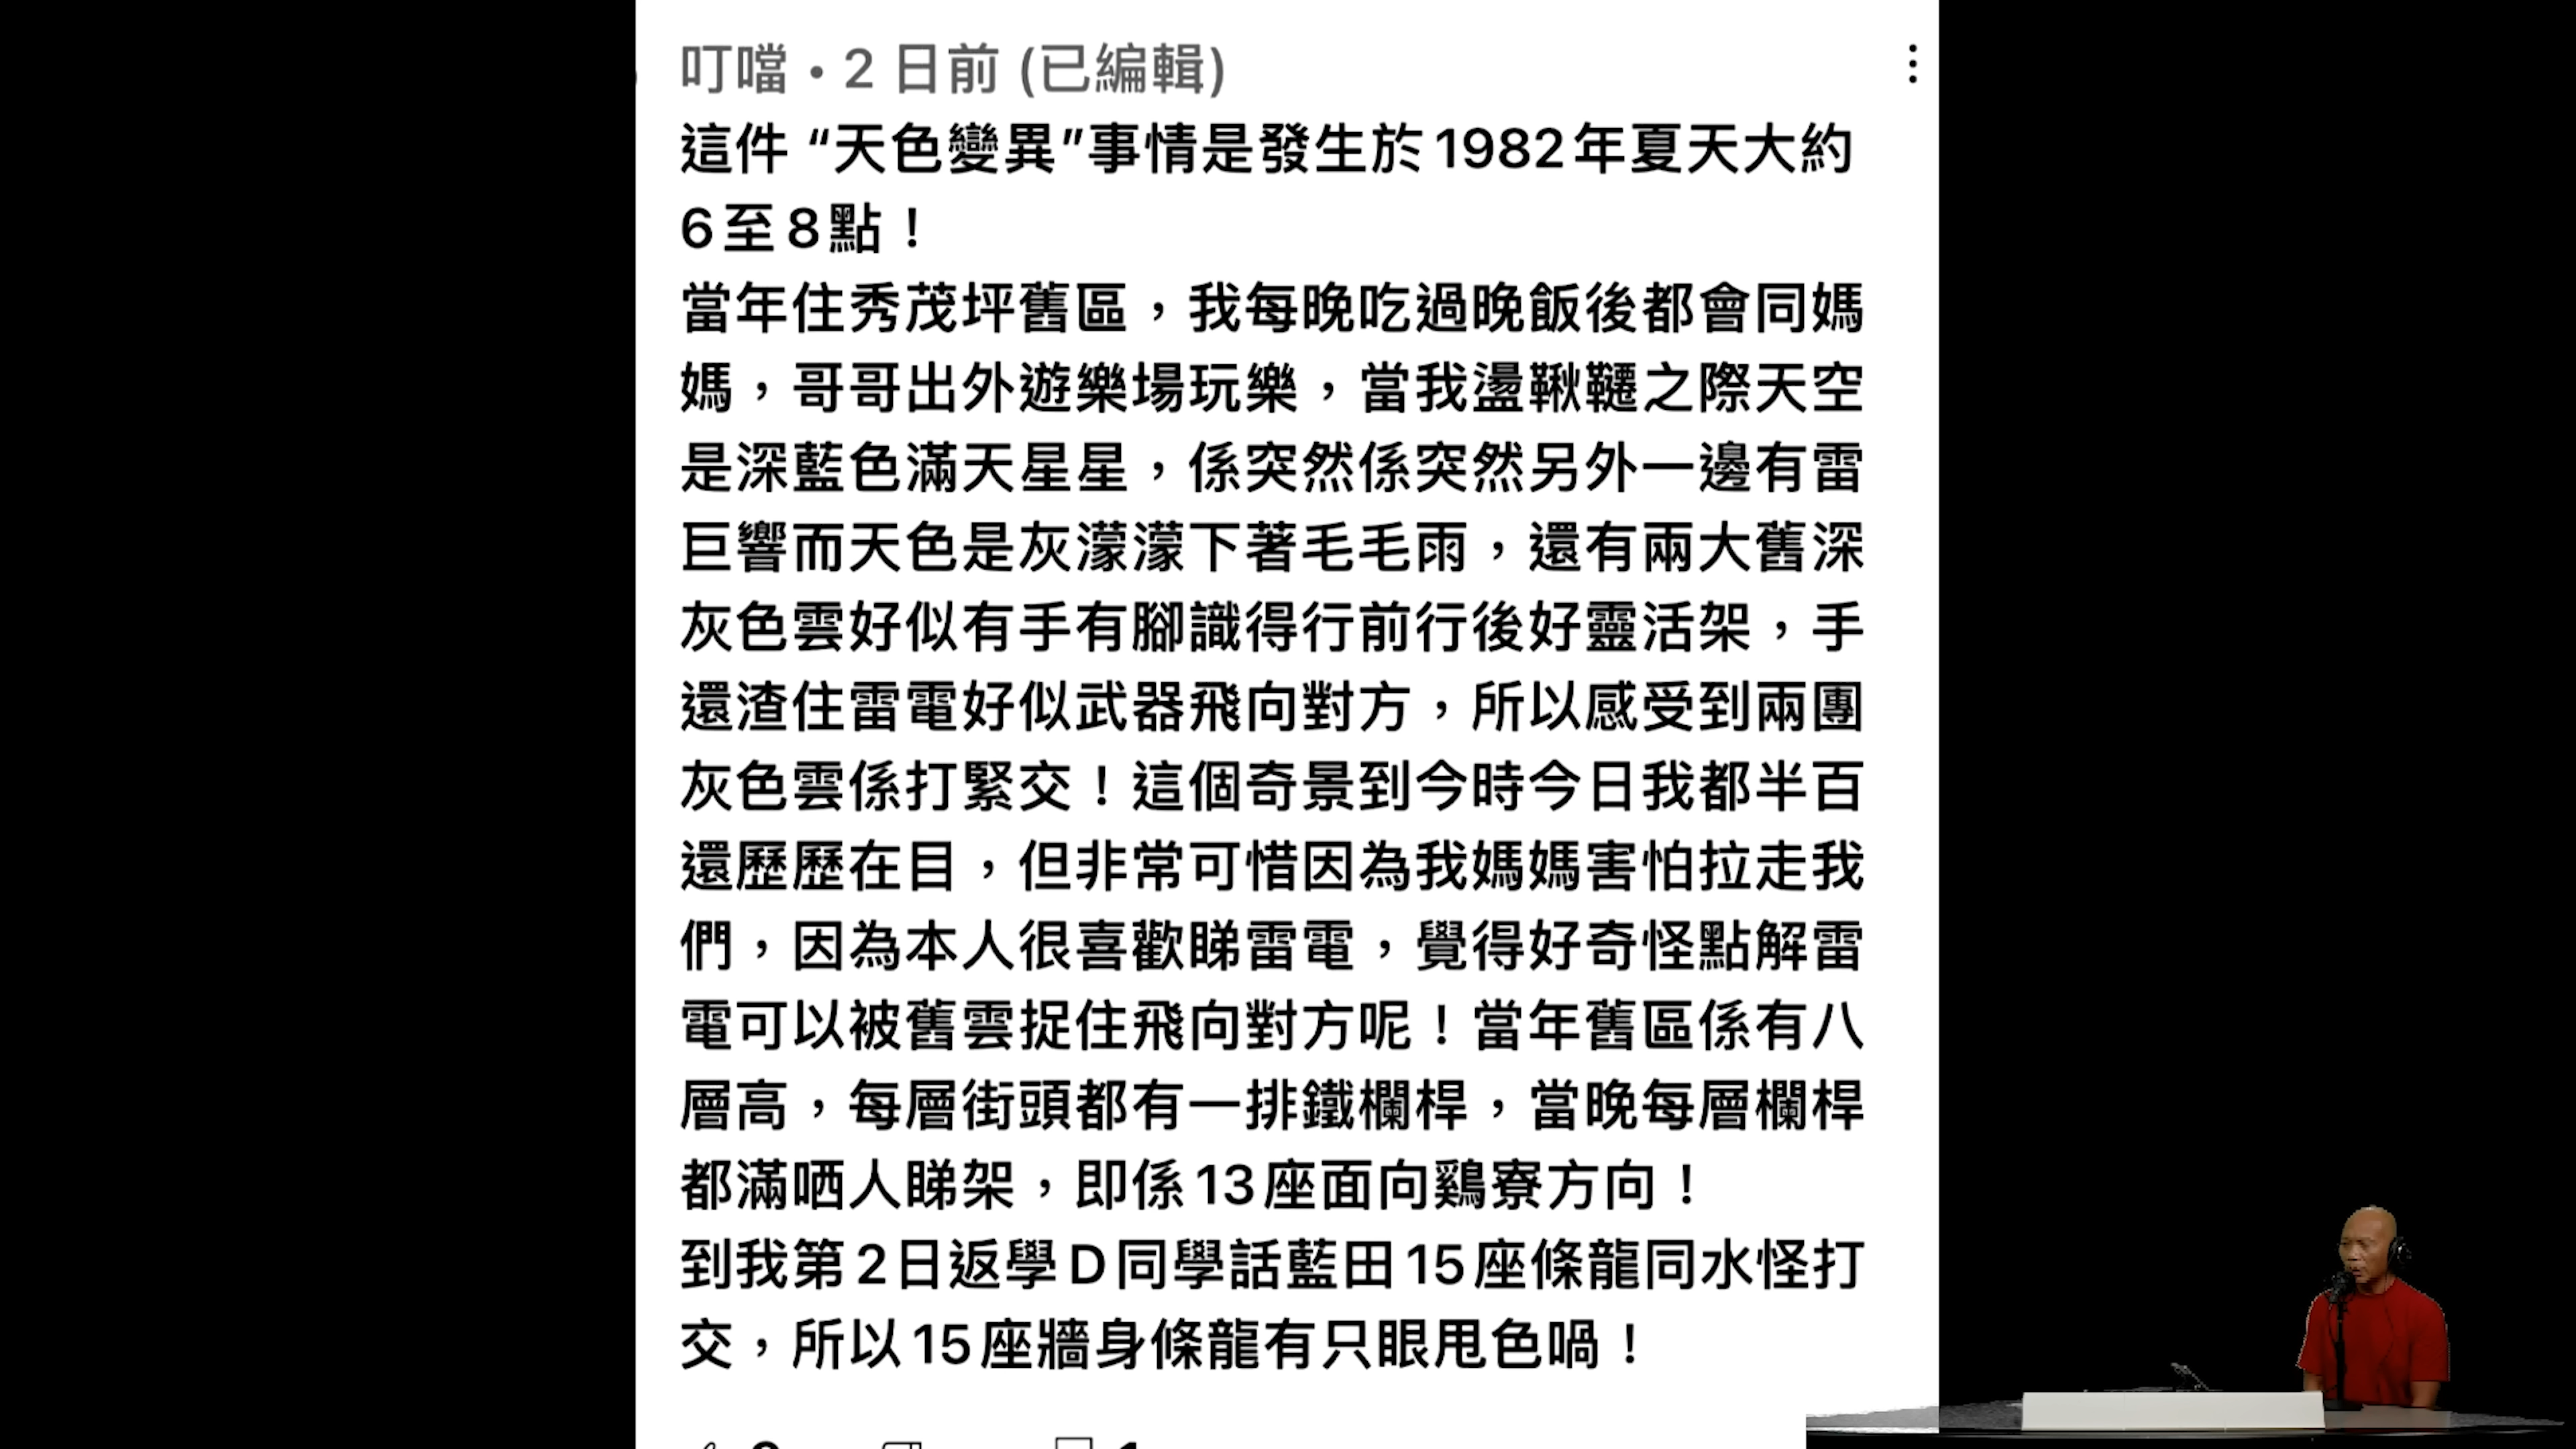 叮噹 • 2 日前 (已編輯)
這件 “天色變異”事情是發生於1982年夏天大約
6至8點！
當年住秀茂坪舊區，我每晚吃過晚飯後都會同媽
媽，哥哥出外遊樂場玩樂，當我盪鞦韆之際天空
是深藍色滿天星星，係突然係突然另外一邊有雷
巨響而天色是灰濛濛下著毛毛雨，還有兩大舊深
灰色雲好似有手有腳識得行前行後好靈活架，手
還渣住雷電好似武器飛向對方，所以感受到兩團
灰色雲係打緊交！這個奇景到今時今日我都半百
還歷歷在目，但非常可惜因為我媽媽害怕拉走我
們，因為本人很喜歡睇雷電，覺得好奇怪點解雷
電可以被舊雲捉住飛向對方呢！當年舊區係有八
層高，每層街頭都有一排鐵欄桿，當晚每層欄桿
都滿哂人睇架，即係13座面向鷄寮方向！
到我第2日返學D同學話藍田15座條龍同水怪打
交，所以15座牆身條龍有只眼甩色喎！